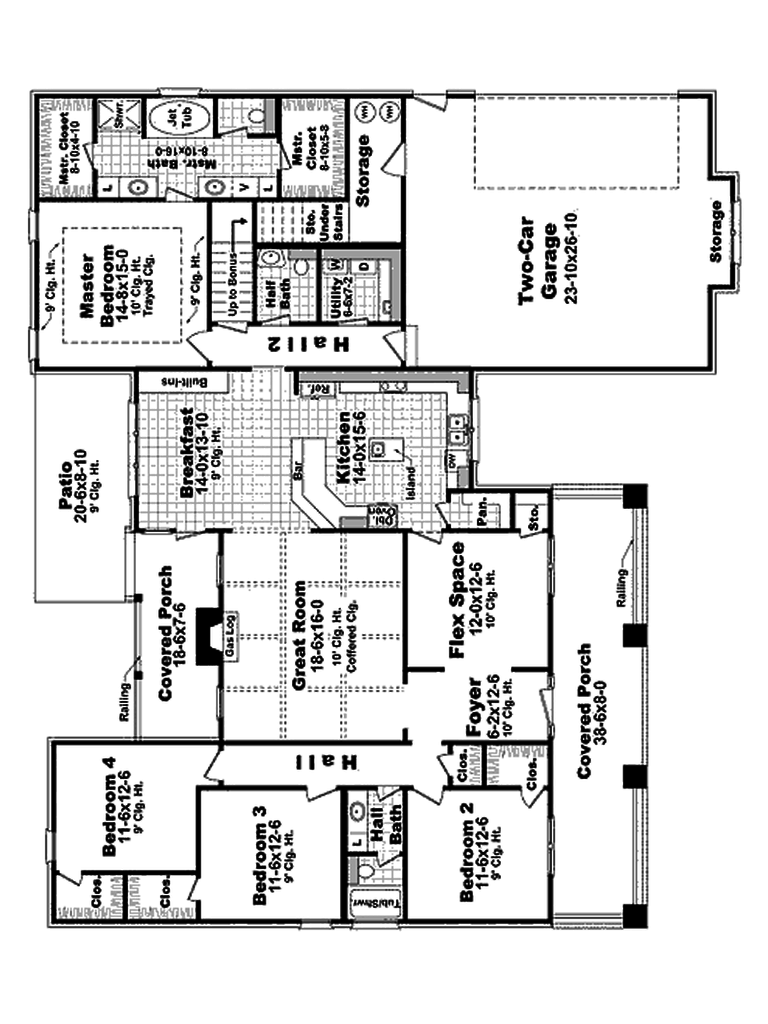 Mstr. Closet
8-10x4-10
Shwr.
Jet
Tub
Mstr. Bath
8-10x16-0
L
V
L
Mstr.
Closet
8-10x5-8
WH
WH
Storage
Sto.
Under
Stairs
Up to Bonus
Half
Bath
W
D
Utility
6-6x7-2
Two-Car
Garage
23-10x26-10
Storage
9' Clg. Ht.
Master
Bedroom
14-8x15-0
10' Clg. Ht.
Trayed Clg.
9' Clg. Ht.
Hall 2
Built-Ins
Ref.
Breakfast
14-0x13-10
9' Clg. Ht.
Bar
Kitchen
14-0x15-6
Island
DW
Dbl.
Oven
Pan.
Sto.
Patio
20-6x8-10
9' Clg. Ht.
Covered Porch
18-6x7-6
Railing
Gas Log
Great Room
18-6x16-0
10' Clg. Ht.
Coffered Clg.
Flex Space
12-0x12-6
10' Clg. Ht.
Foyer
6-2x12-6
10' Clg. Ht.
Railing
Covered Porch
38-6x8-0
Hall
Clos.
Clos.
Bedroom 4
11-6x12-6
9' Clg. Ht.
Clos.
Clos.
Bedroom 3
11-6x12-6
9' Clg. Ht.
L
Hall
Bath
Tub/Shwr.
Bedroom 2
11-6x12-6
9' Clg. Ht.